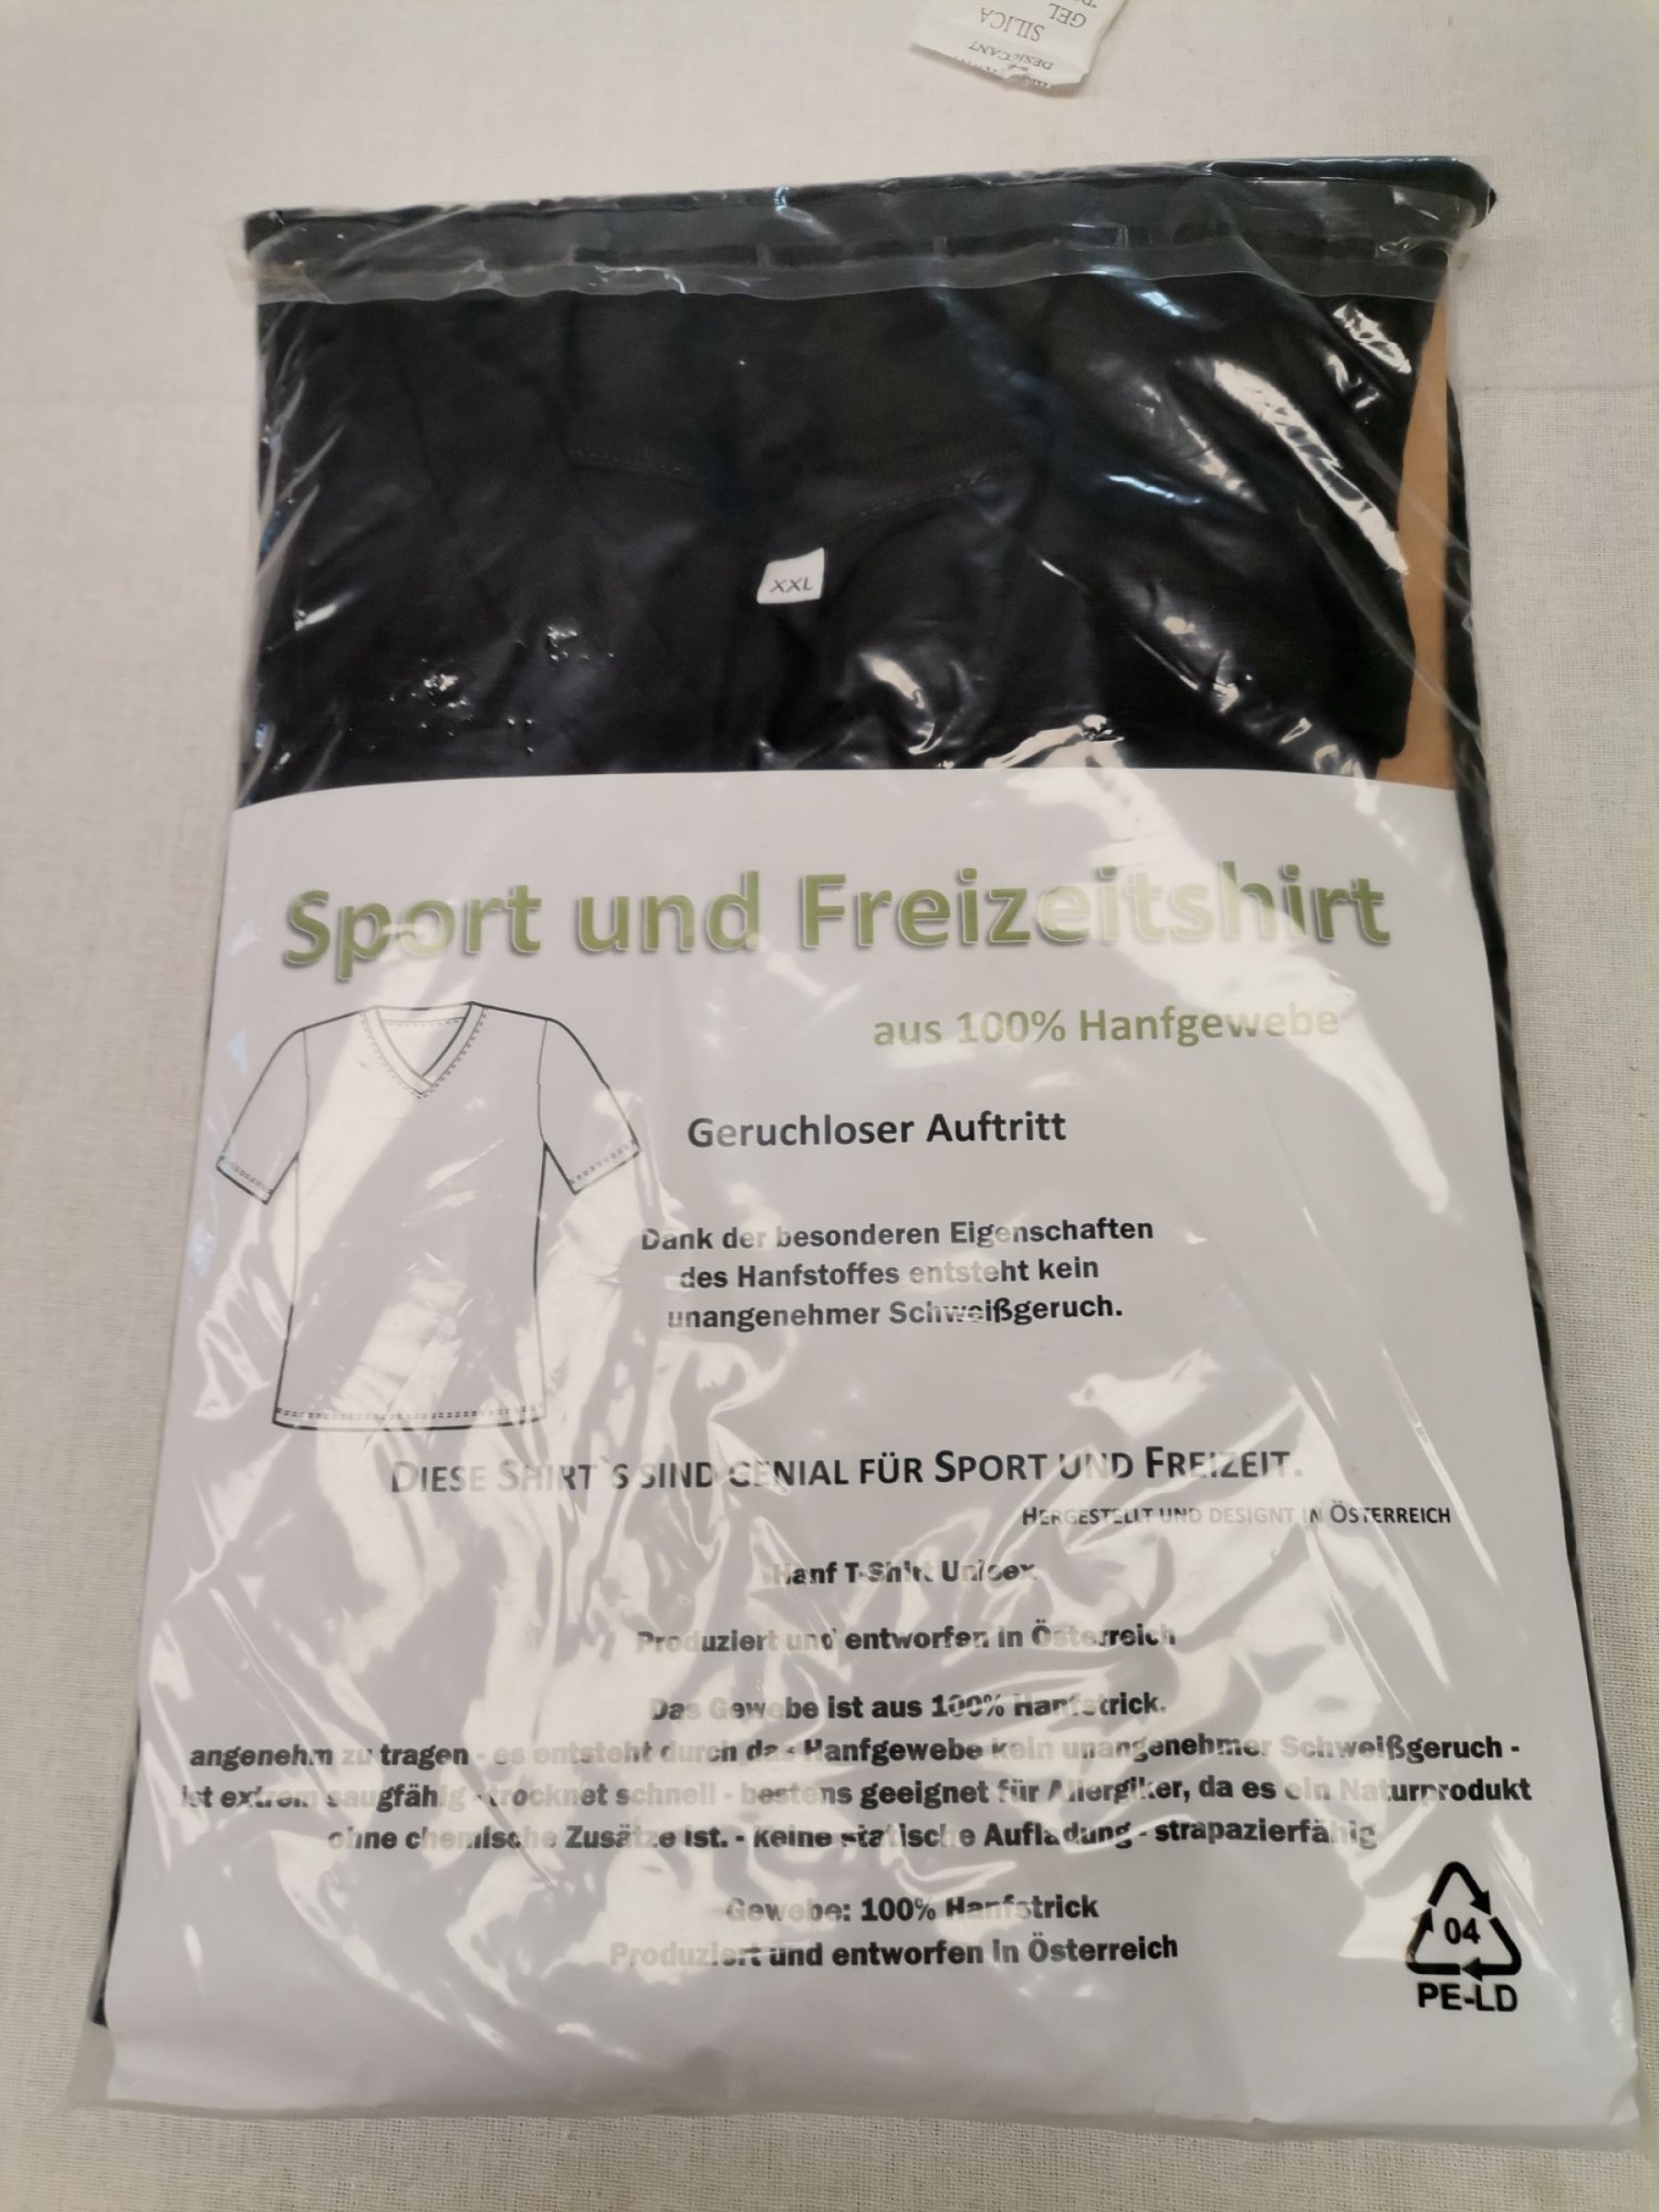 GEL
SILICA
DESICCANT
XXL
Sport und Freizeitshirt
aus 100% Hanfgewebe
Geruchloser Auftritt
Dank der besonderen Eigenschaften
des Hanfstoffes entsteht kein
unangenehmer Schweißgeruch.
DIESE SHIRT`S SIND GENIAL FÜR SPORT UND FREIZEIT.
HERGESTELLT UND DESIGNT IN ÖSTERREICH
Hanf T-Shirt Unisex
Produziert und entworfen in Österreich
Das Gewebe ist aus 100% Hanfstrick.
angenehm zu tragen - es entsteht durch das Hanfgewebe kein unangenehmer Schweißgeruch -
ist extrem saugfähig - trocknet schnell - bestens geeignet für Allergiker, da es ein Naturprodukt
ohne chemische Zusätze ist. - Keine statische Aufladung - strapazierfähig
Gewebe: 100% Hanfstrick
Produziert und entworfen in Österreich
04
PE-LD